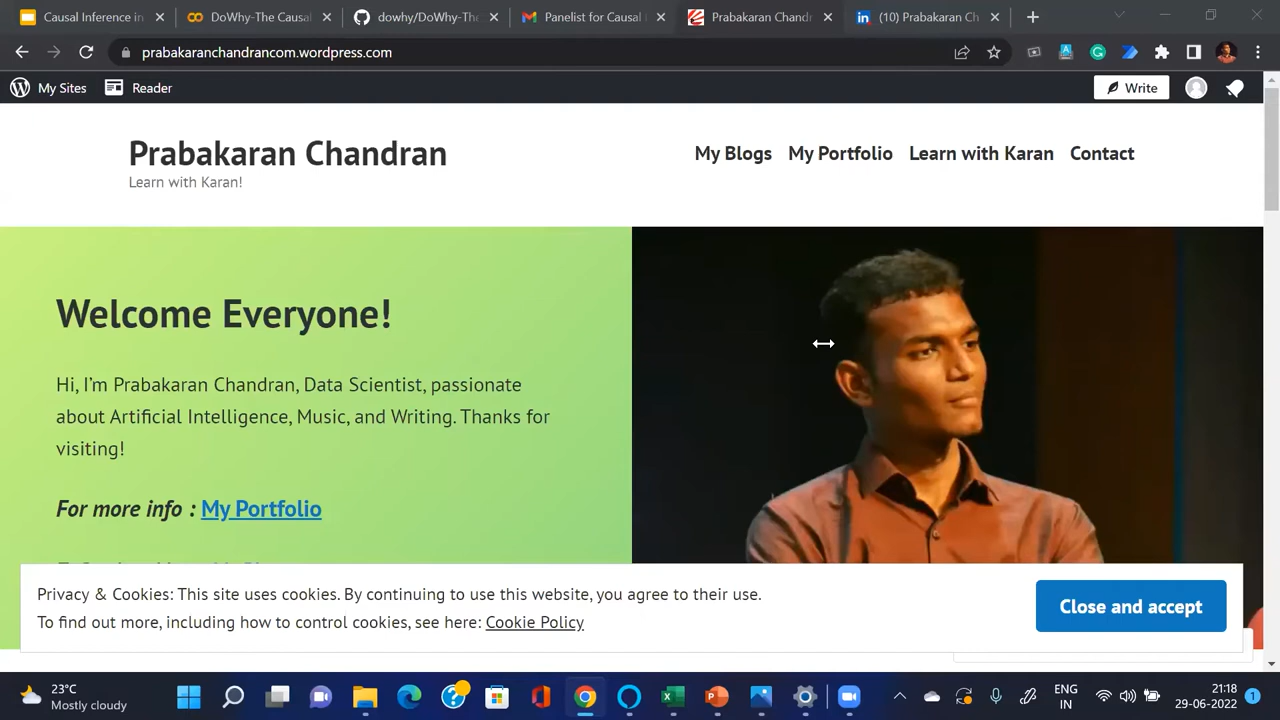 Causal Inference in
DoWhy-The Causal
dowhy/DoWhy-The
Panelist for Causal
Prabakaran Chandr
(10) Prabakaran Ch
prabakaranchandrancom.wordpress.com
My Sites
Reader
Write
Prabakaran Chandran
Learn with Karan!
My Blogs
My Portfolio
Learn with Karan
Contact
Welcome Everyone!
Hi, I'm Prabakaran Chandran, Data Scientist, passionate
about Artificial Intelligence, Music, and Writing. Thanks for
visiting!
For more info : My Portfolio
Privacy & Cookies: This site uses cookies. By continuing to use this website, you agree to their use.
To find out more, including how to control cookies, see here: Cookie Policy
Close and accept
23°C
Mostly cloudy
ENG
IN
21:18
29-06-2022
1